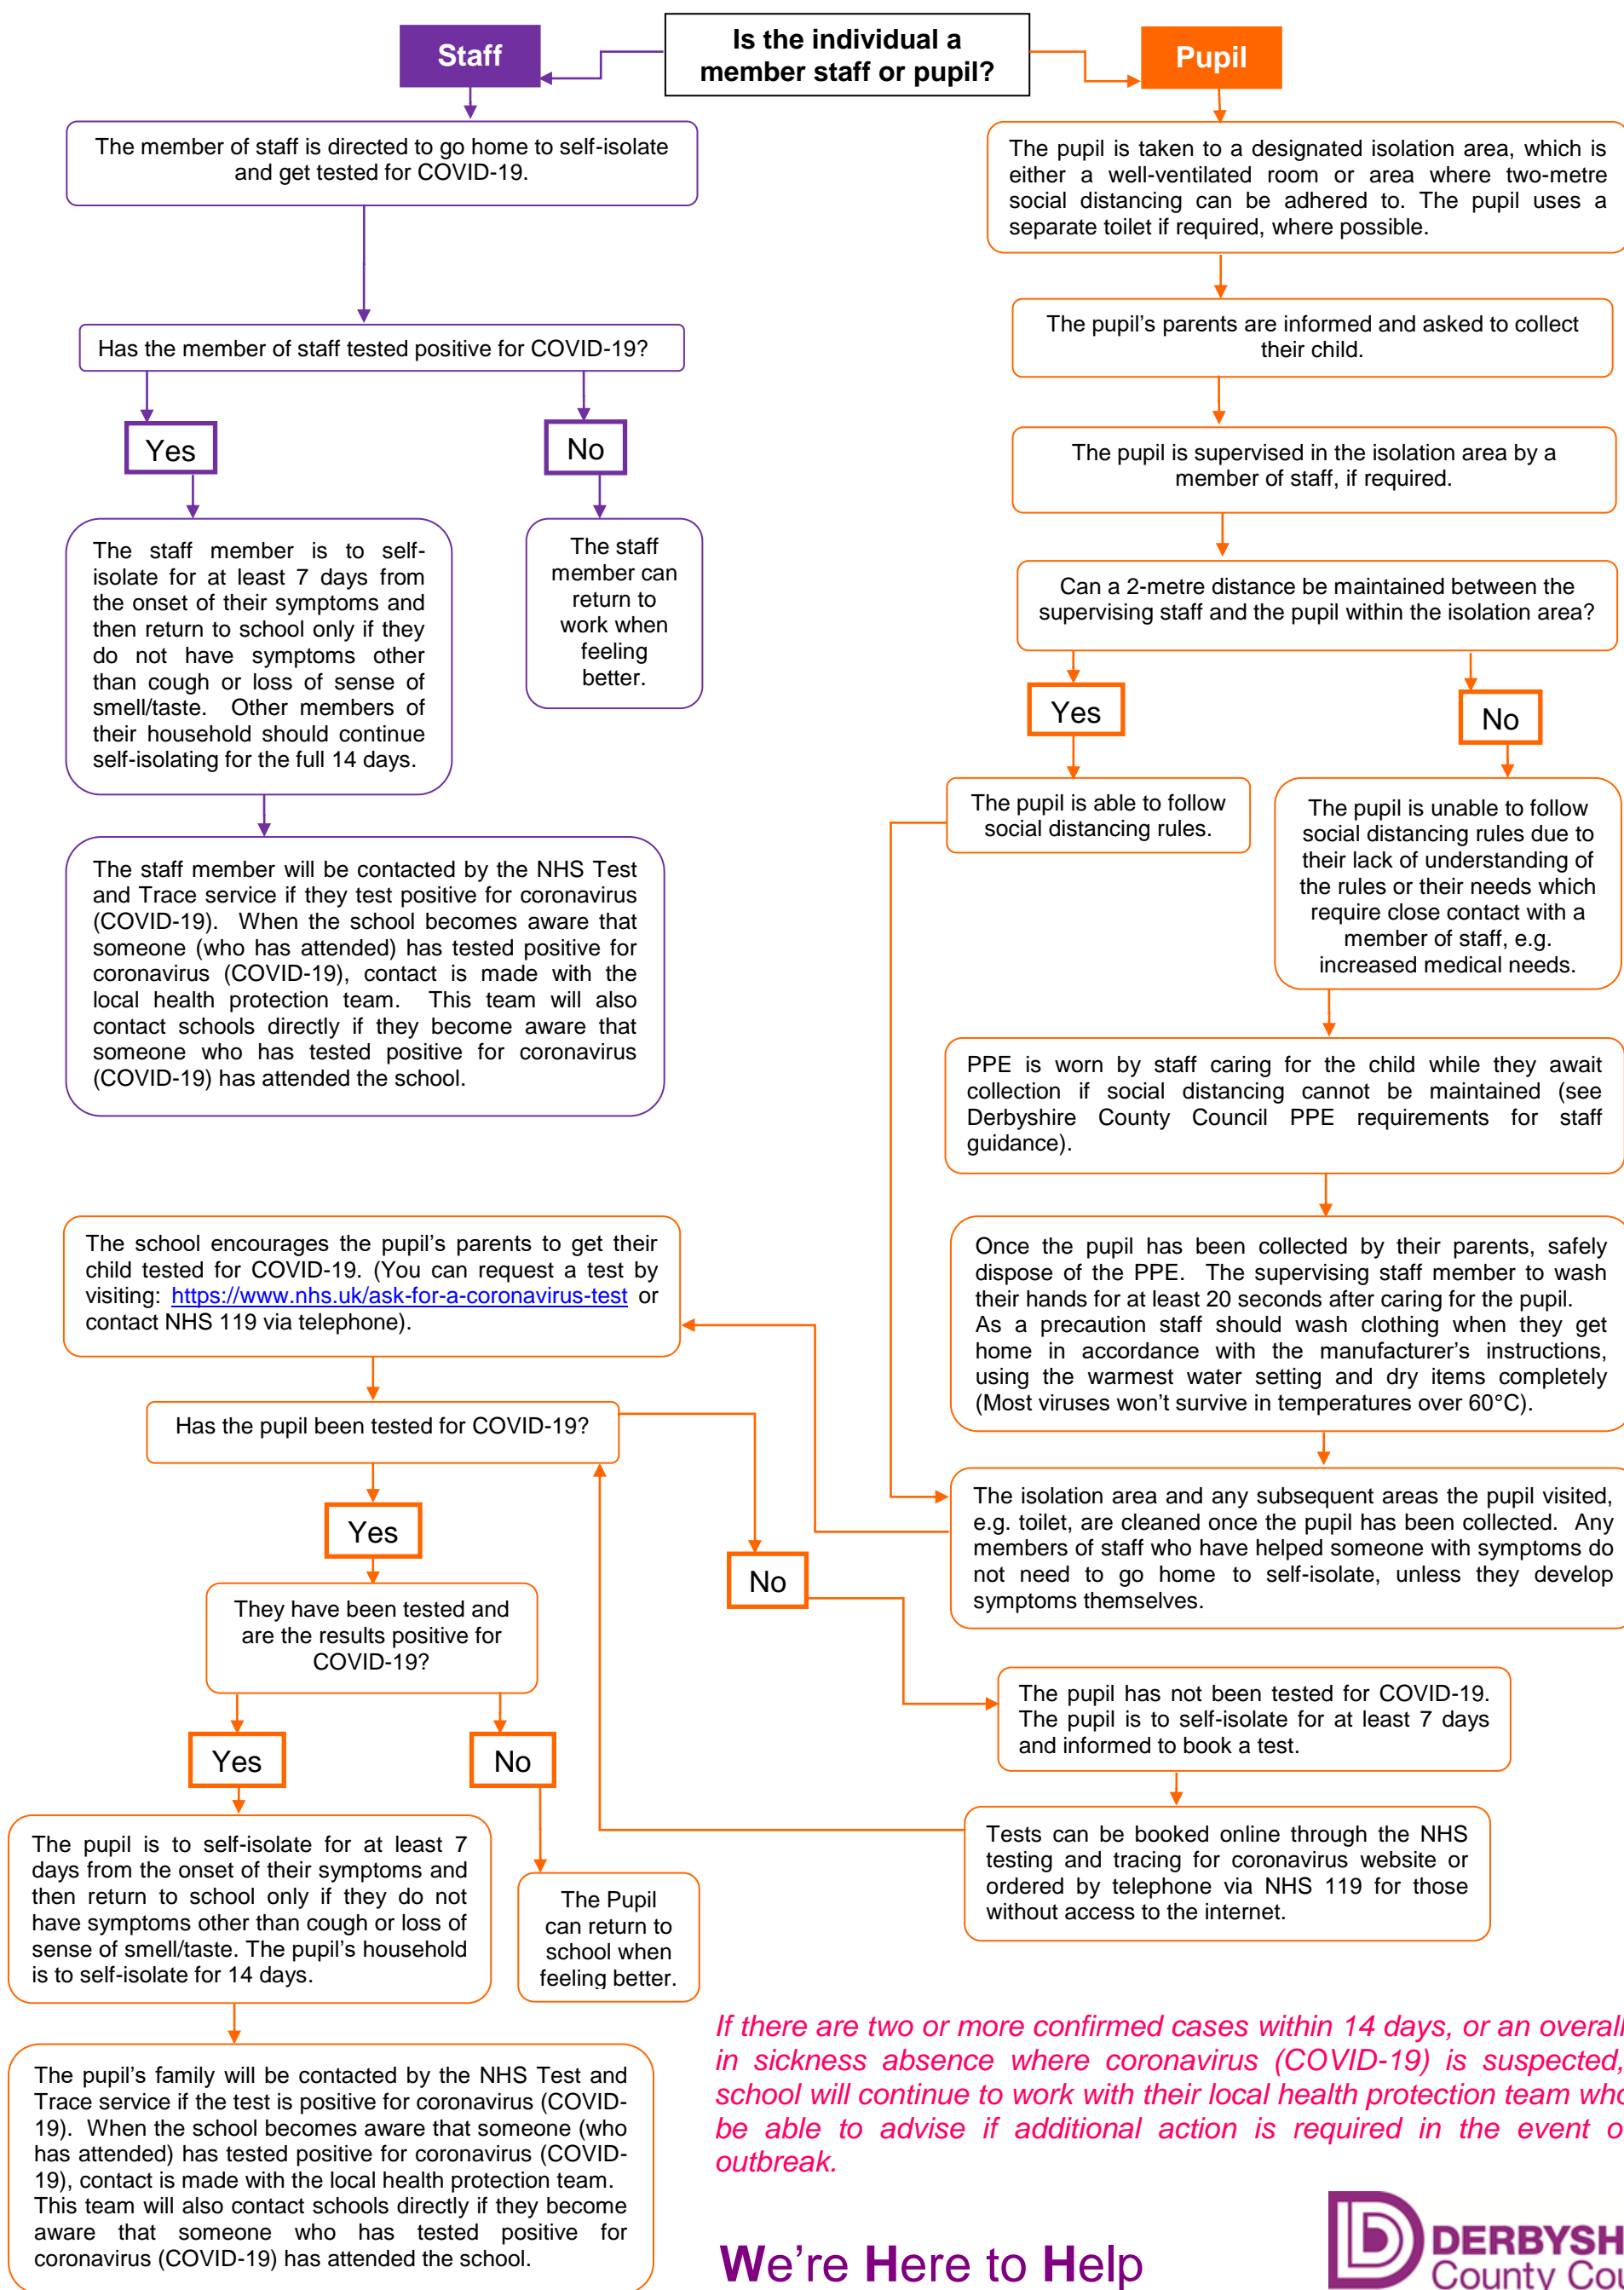 Is the individual a
member staff or pupil?
Staff
Pupil
The member of staff is directed to go home to self-isolate
and get tested for COVID-19.
Has the member of staff tested positive for COVID-19?
Yes
No
The staff member is to self-
isolate for at least 7 days from
the onset of their symptoms and
then return to school only if they
do not have symptoms other
than cough or loss of sense of
smell/taste. Other members of
their household should continue
self-isolating for the full 14 days.
The staff
member can
return to
work when
feeling
better.
The staff member will be contacted by the NHS Test
and Trace service if they test positive for coronavirus
(COVID-19). When the school becomes aware that
someone (who has attended) has tested positive for
coronavirus (COVID-19), contact is made with the
local health protection team. This team will also
contact schools directly if they become aware that
someone who has tested positive for coronavirus
(COVID-19) has attended the school.
The pupil is taken to a designated isolation area, which is
either a well-ventilated room or area where two-metre
social distancing can be adhered to. The pupil uses a
separate toilet if required, where possible.
The pupil's parents are informed and asked to collect
their child.
The pupil is supervised in the isolation area by a
member of staff, if required.
Can a 2-metre distance be maintained between the
supervising staff and the pupil within the isolation area?
Yes
No
The pupil is able to follow
social distancing rules.
The pupil is unable to follow
social distancing rules due to
their lack of understanding of
the rules or their needs which
require close contact with a
member of staff, e.g.
increased medical needs.
PPE is worn by staff caring for the child while they await
collection if social distancing cannot be maintained (see
Derbyshire County Council PPE requirements for staff
guidance).
Once the pupil has been collected by their parents, safely
dispose of the PPE. The supervising staff member to wash
their hands for at least 20 seconds after caring for the pupil.
As a precaution staff should wash clothing when they get
home in accordance with the manufacturer's instructions,
using the warmest water setting and dry items completely
(Most viruses won't survive in temperatures over 60°C).
The isolation area and any subsequent areas the pupil visited,
e.g. toilet, are cleaned once the pupil has been collected. Any
members of staff who have helped someone with symptoms do
not need to go home to self-isolate, unless they develop
symptoms themselves.
The school encourages the pupil's parents to get their
child tested for COVID-19. (You can request a test by
visiting: https://www.nhs.uk/ask-for-a-coronavirus-test or
contact NHS 119 via telephone).
Has the pupil been tested for COVID-19?
Yes
No
They have been tested and
are the results positive for
COVID-19?
Yes
No
The pupil has not been tested for COVID-19.
The pupil is to self-isolate for at least 7 days
and informed to book a test.
Tests can be booked online through the NHS
testing and tracing for coronavirus website or
ordered by telephone via NHS 119 for those
without access to the internet.
The pupil is to self-isolate for at least 7
days from the onset of their symptoms and
then return to school only if they do not
have symptoms other than cough or loss of
sense of smell/taste. The pupil's household
is to self-isolate for 14 days.
The Pupil
can return to
school when
feeling better.
The pupil's family will be contacted by the NHS Test and
Trace service if the test is positive for coronavirus (COVID-
19). When the school becomes aware that someone (who
has attended) has tested positive for coronavirus (COVID-
19), contact is made with the local health protection team.
This team will also contact schools directly if they become
aware that someone who has tested positive for
coronavirus (COVID-19) has attended the school.
If there are two or more confirmed cases within 14 days, or an overall
in sickness absence where coronavirus (COVID-19) is suspected,
school will continue to work with their local health protection team
be able to advise if additional action is required in the event
outbreak.
We're Here to Help
County